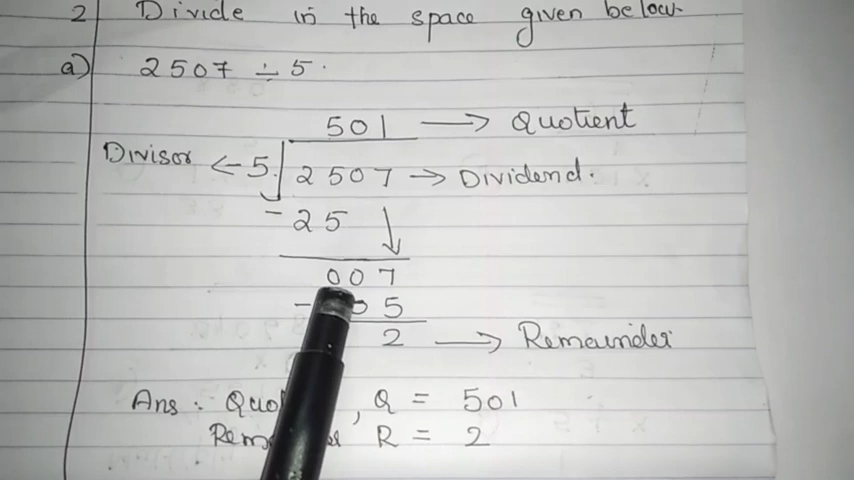 2 Divide in the space given below.
a) 2507 ÷ 5.
501 → Quotient
Divisor ← 5 2507 → Dividend.
- 25
007
- 05
2 → Remainder
Ans : , Q = 501
R = 2